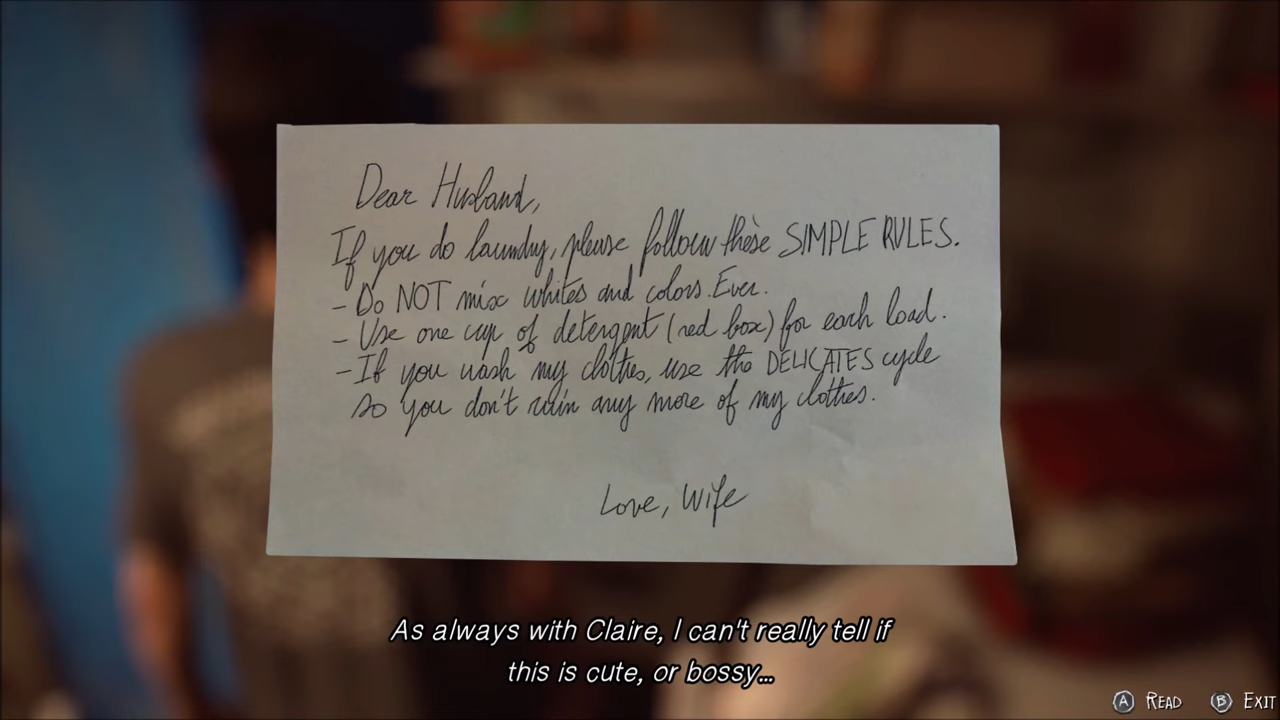 Dear Husband,
If you do laundry, please follow thèse SIMPLE RULES.
- Do NOT mix whites and colors. Ever.
- Use one cup of detergent (red box) for each load.
- If you wash my clothes, use the DELICATES cycle
so you don't ruin any more of my clothes.
Love, Wife
As always with Claire, I can't really tell if
this is cute, or bossy...
A READ B EXIT